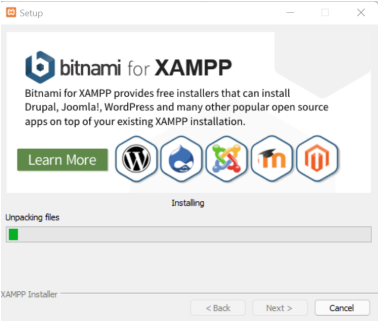 Setup
bitnami for XAMPP
Bitnami for XAMPP provides free installers that can install
Drupal, Joomla!, WordPress and many other popular open source
apps on top of your existing XAMPP installation.
Learn More
Installing
Unpacking files
XAMPP Installer
< Back
Next >
Cancel